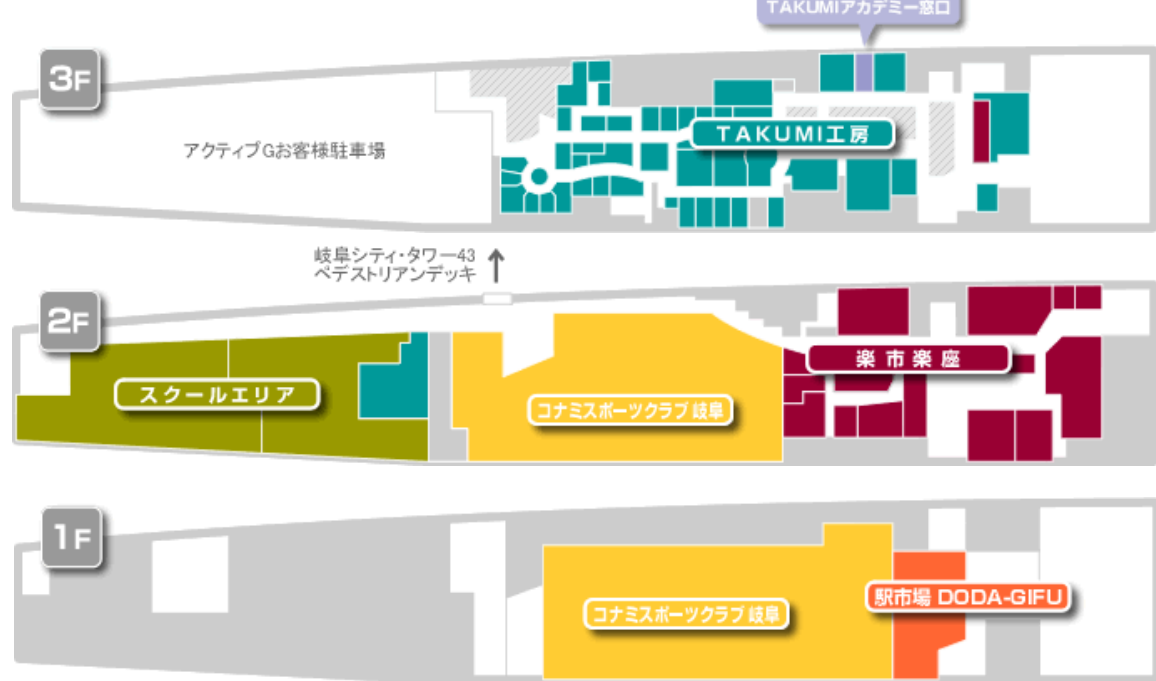 TAKUMIアカデミー窓口
3F
アクティブGお客様駐車場
TAKUMI工房
岐阜シティ・タワー43
ペデストリアンデッキ
2F
スクールエリア
コナミスポーツクラブ 岐阜
楽市楽座
1F
コナミスポーツクラブ 岐阜
駅市場 DODA-GIFU